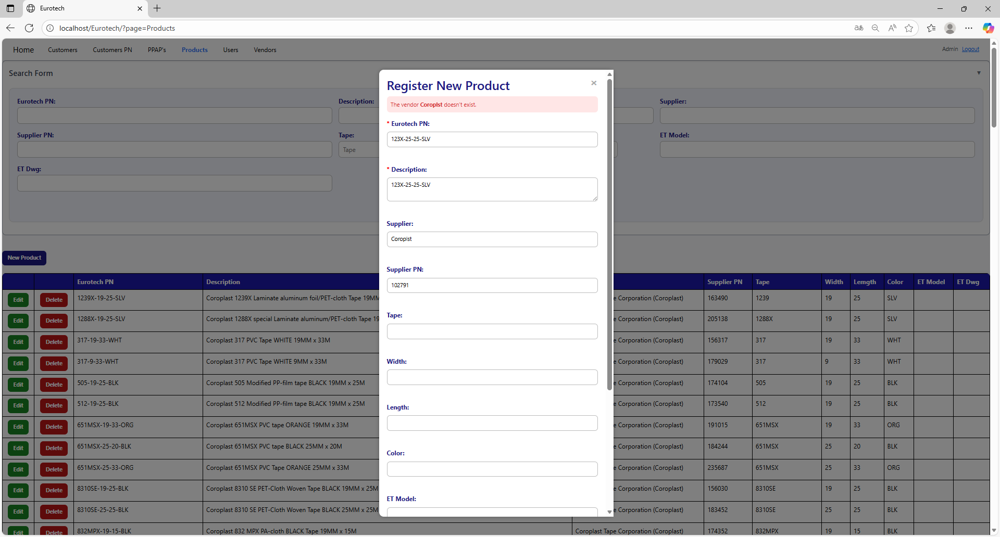 Eurotech
localhost/Eurotech/?page=Products
Home Customers Customers PN PPAP's Products Users Vendors Admin Logout
Search Form
Eurotech PN: Description: Supplier:
Supplier PN: Tape: ET Model:
Tape
ET Dwg:
New Product
Register New Product
The vendor Coroplst doesn't exist.
* Eurotech PN:
123X-25-25-SLV
* Description:
123X-25-25-SLV
Supplier:
Coroplst
Supplier PN:
102791
Tape:
Width:
Length:
Color:
ET Model:
Eurotech PN Description Supplier PN Tape Width Lemgth Color ET Model ET Dwg
Edit Delete 1239X-19-25-SLV Coroplast 1239X Laminate aluminum foil/PET-cloth Tape 19MM e Corporation (Coroplast) 163490 1239 19 25 SLV
Edit Delete 1288X-19-25-SLV Coroplast 1288X special Laminate aluminum/PET-cloth Tape 19 e Corporation (Coroplast) 205138 1288X 19 25 SLV
Edit Delete 317-19-33-WHT Coroplast 317 PVC Tape WHITE 19MM x 33M e Corporation (Coroplast) 156317 317 19 33 WHT
Edit Delete 317-9-33-WHT Coroplast 317 PVC Tape WHITE 9MM x 33M e Corporation (Coroplast) 179029 317 9 33 WHT
Edit Delete 505-19-25-BLK Coroplast 505 Modified PP-film tape BLACK 19MM x 25M e Corporation (Coroplast) 174104 505 19 25 BLK
Edit Delete 512-19-25-BLK Coroplast 512 Modified PP-film tape BLACK 19MM x 25M e Corporation (Coroplast) 173540 512 19 25 BLK
Edit Delete 651MSX-19-33-ORG Coroplast 651MSX PVC tape ORANGE 19MM x 33M e Corporation (Coroplast) 191015 651MSX 19 33 ORG
Edit Delete 651MSX-25-20-BLK Coroplast 651MSX PVC tape BLACK 25MM x 20M e Corporation (Coroplast) 184244 651MSX 25 20 BLK
Edit Delete 651MSX-25-33-ORG Coroplast 651MSX PVC Tape ORANGE 25MM x 33M e Corporation (Coroplast) 235687 651MSX 25 33 ORG
Edit Delete 8310SE-19-25-BLK Coroplast 8310 SE PET-Cloth Woven Tape BLACK 19MM x 25M e Corporation (Coroplast) 156030 8310SE 19 25 BLK
Edit Delete 8310SE-25-25-BLK Coroplast 8310 SE PET-Cloth Woven Tape BLACK 25MM x 25M e Corporation (Coroplast) 183452 8310SE 25 25 BLK
Edit Delete 832MPX-19-15-BLK Coroplast 832 MPX PA-cloth BLACK Tape 19MM x 15M Coroplast Tape Corporation (Coroplast) 174352 832MPX 19 15 BLK